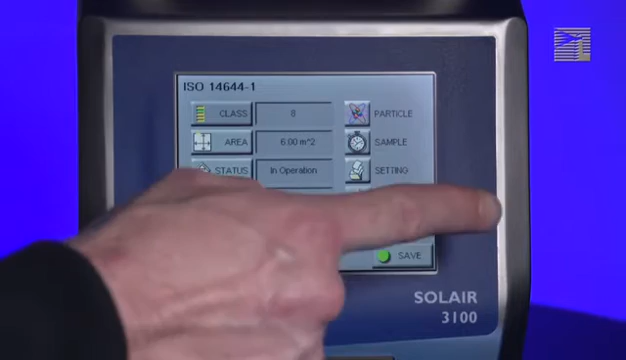 ISO 14644-1
CLASS 8 PARTICLE
AREA 6.00 m^2 SAMPLE
STATUS In Operation SETTING
SAVE
SOLAIR
3100